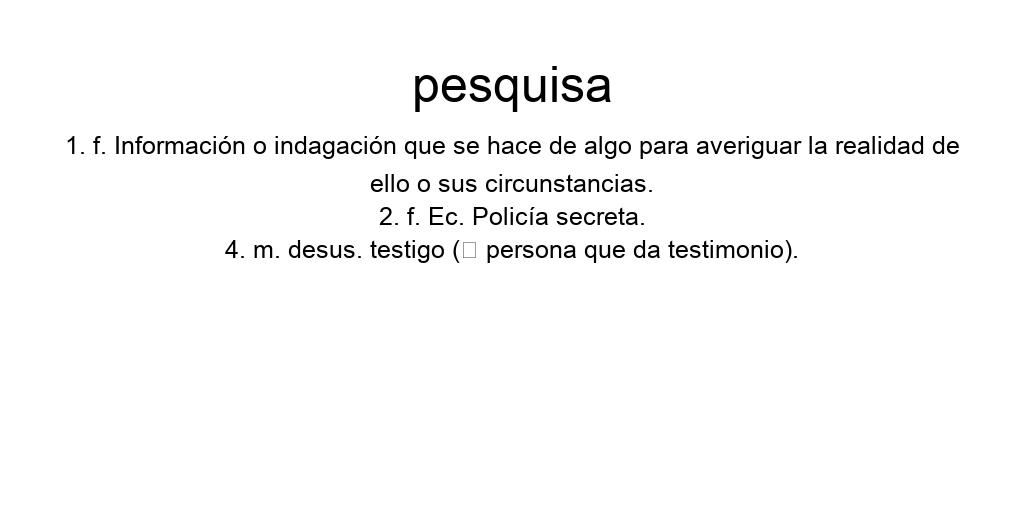 pesquisa
1. f. Información o indagación que se hace de algo para averiguar la realidad de
ello o sus circunstancias.
2. f. Ec. Policía secreta.
4. m. desus. testigo (□ persona que da testimonio).